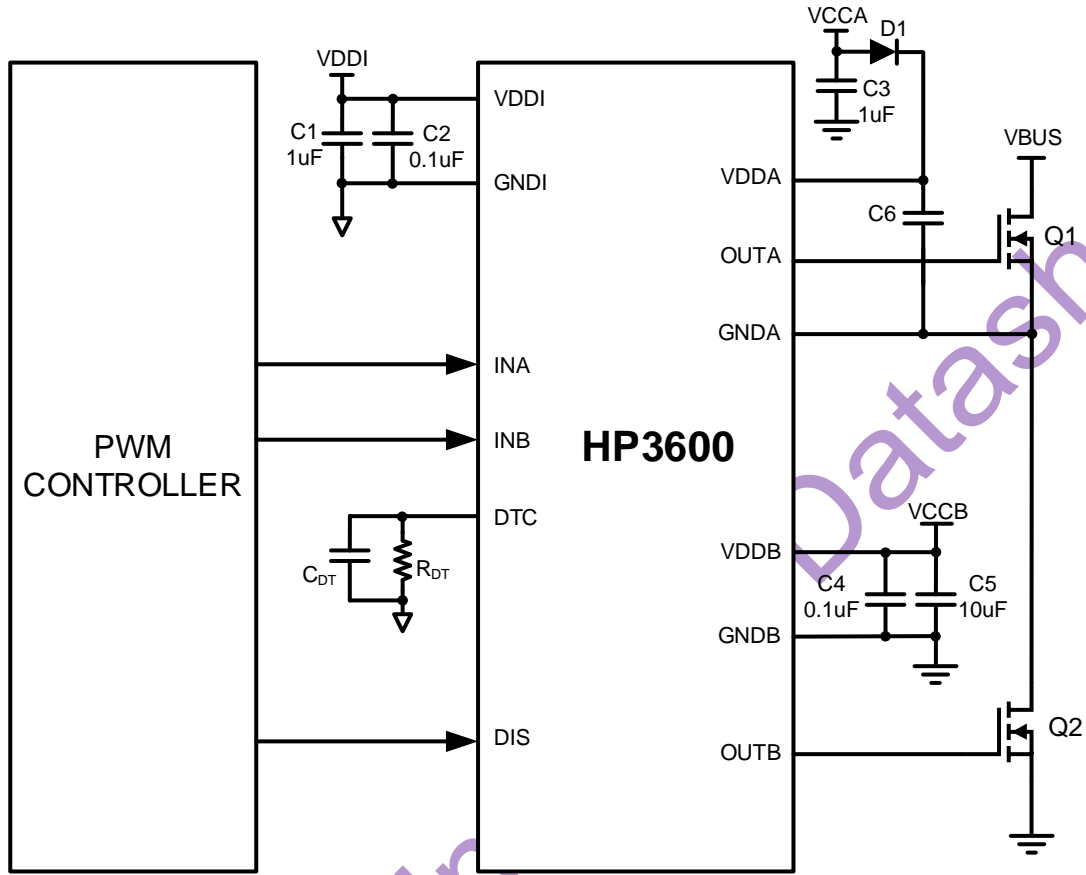 VCCA
D1
VDDI
VDDI
C3
1uF
C1
1uF
C2
0.1uF
VBUS
GNDI
VDDA
C6
Q1
OUTA
GNDA
INA
HP3600
INB
PWM
CONTROLLER
DTC
VCCB
VDDB
C4
0.1uF
C5
10uF
CDT
RDT
GNDB
DIS
OUTB
Q2